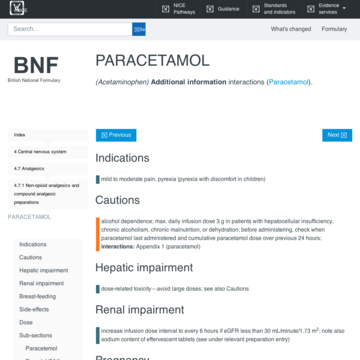 NICE
Pathways
Guidance
Standards
and indicators
Evidence
services
Search...
What's changed
Formulary
BNF
British National Formulary
PARACETAMOL
(Acetaminophen) Additional information interactions (Paracetamol).
Index
4 Central nervous system
4.7 Analgesics
4.7.1 Non-opioid analgesics and
compound analgesic
preparations
PARACETAMOL
Indications
Cautions
Hepatic impairment
Renal impairment
Breast-feeding
Side-effects
Dose
Sub-sections
Paracetamol
Previous
Next
Indications
mild to moderate pain, pyrexia (pyrexia with discomfort in children)
Cautions
alcohol dependence; max. daily infusion dose 3 g in patients with hepatocellular insufficiency,
chronic alcoholism, chronic malnutrition, or dehydration; before administering, check when
paracetamol last administered and cumulative paracetamol dose over previous 24 hours;
interactions: Appendix 1 (paracetamol)
Hepatic impairment
dose-related toxicity—avoid large doses; see also Cautions
Renal impairment
increase infusion dose interval to every 6 hours if eGFR less than 30 mL/minute/1.73 m²; note also
sodium content of effervescent tablets (see under relevant preparation entry)
Pregnancy